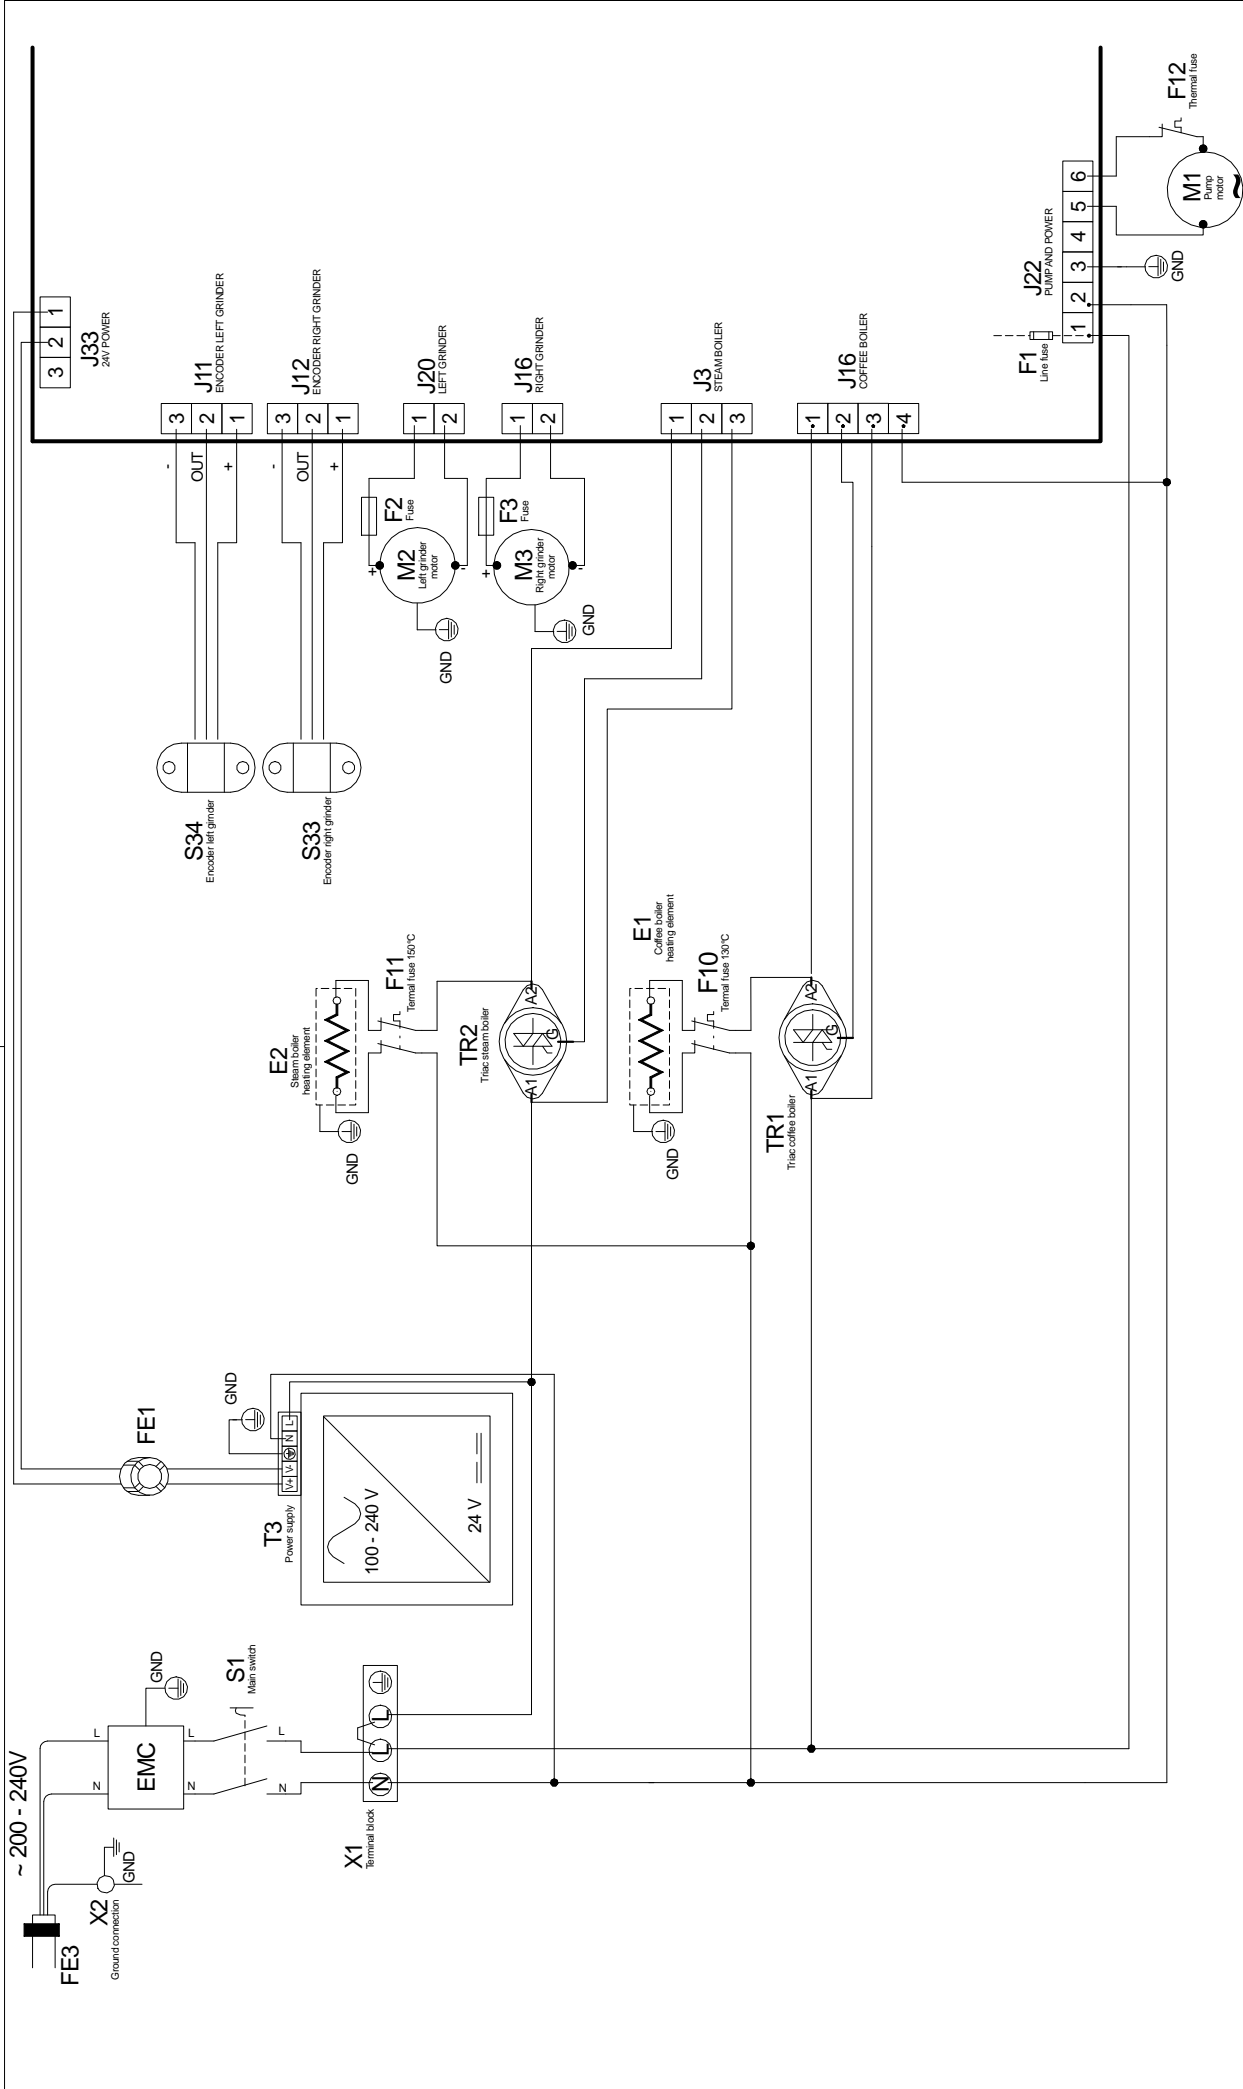 ~ 200 - 240V
FE3
X2
Ground connection
GND
L
N
EMC
L
N
GND
S1
Main switch
L
N
X1
Terminal block
N
L
L
FE1
T3
Power supply
V+
V-
N
L
GND
100 - 240 V
24 V
E2
Steam boiler
heating element
GND
F11
Termal fuse 150°C
TR2
Triac steam boiler
A1
A2
G
E1
Coffee boiler
heating element
GND
F10
Termal fuse 130°C
TR1
Triac coffee boiler
A1
A2
G
S34
Encoder left girnder
S33
Encoder right grinder
-
OUT
+
-
OUT
+
M2
Left grinder
motor
+
-
F2
Fuse
GND
M3
Right grinder
motor
+
-
F3
Fuse
GND
3 2 1
J33
24V POWER
3
2
1
J11
ENCODER LEFT GRINDER
3
2
1
J12
ENCODER RIGHT GRINDER
1
2
J20
LEFT GRINDER
1
2
J16
RIGHT GRINDER
1
2
3
J3
STEAM BOILER
1
2
3
4
J16
COFFEE BOILER
F1
Line fuse
J22
PUMP AND POWER
1 2 3 4 5 6
GND
M1
Pump
motor
~
F12
Thermal fuse